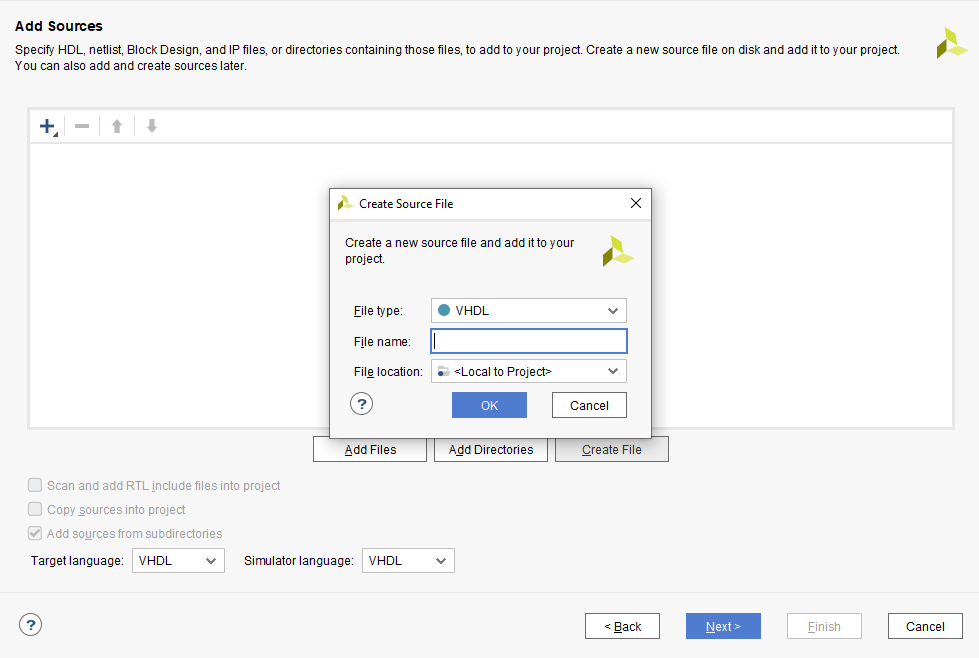 Add Sources
Specify HDL, netlist, Block Design, and IP files, or directories containing those files, to add to your project. Create a new source file on disk and add it to your project.
You can also add and create sources later.
Create Source File
Create a new source file and add it to your
project.
File type: VHDL
File name:
File location: <Local to Project>
?
OK Cancel
Add Files Add Directories Create File
Scan and add RTL include files into project
Copy sources into project
Add sources from subdirectories
Target language: VHDL Simulator language: VHDL
? < Back Next > Finish Cancel